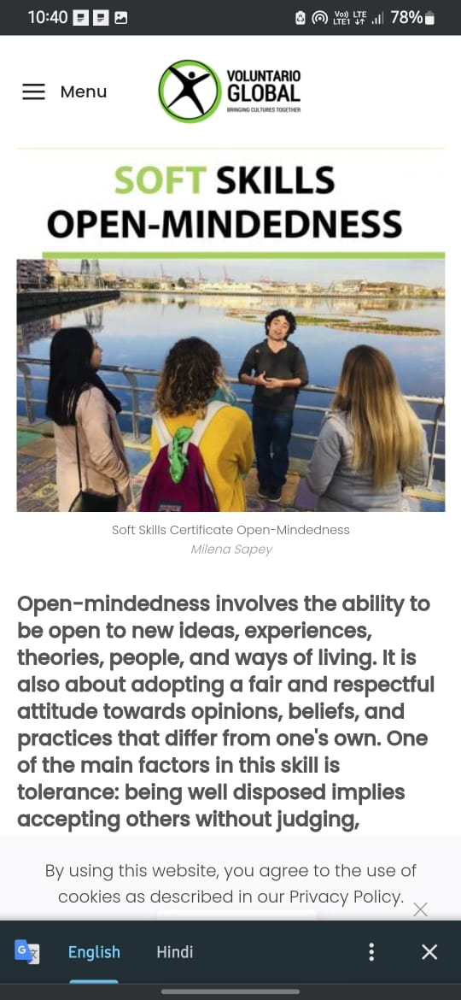 10:40
Vo) LTE
LTE1
78%
Menu
VOLUNTARIO
GLOBAL
BRINGING CULTURES TOGETHER
SOFT SKILLS
OPEN-MINDEDNESS
Soft Skills Certificate Open-Mindedness
Milena Sapey
Open-mindedness involves the ability to
be open to new ideas, experiences,
theories, people, and ways of living. It is
also about adopting a fair and respectful
attitude towards opinions, beliefs, and
practices that differ from one's own. One
of the main factors in this skill is
tolerance: being well disposed implies
accepting others without judging,
By using this website, you agree to the use of
cookies as described in our Privacy Policy.
G 文
English Hindi